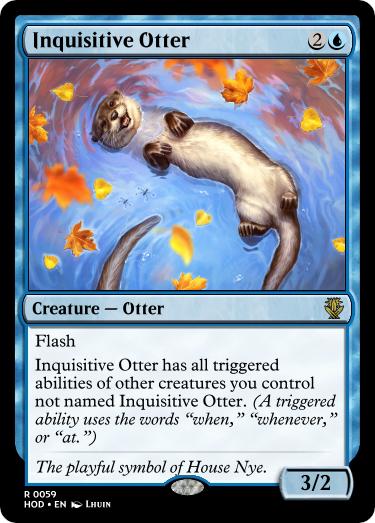 Inquisitive Otter 2
Creature — Otter
Flash
Inquisitive Otter has all triggered
abilities of other creatures you control
not named Inquisitive Otter. (A triggered
ability uses the words “when,” “whenever,”
or “at.”)
The playful symbol of House Nye.
3/2
R 0059
HOD • EN Lhuin